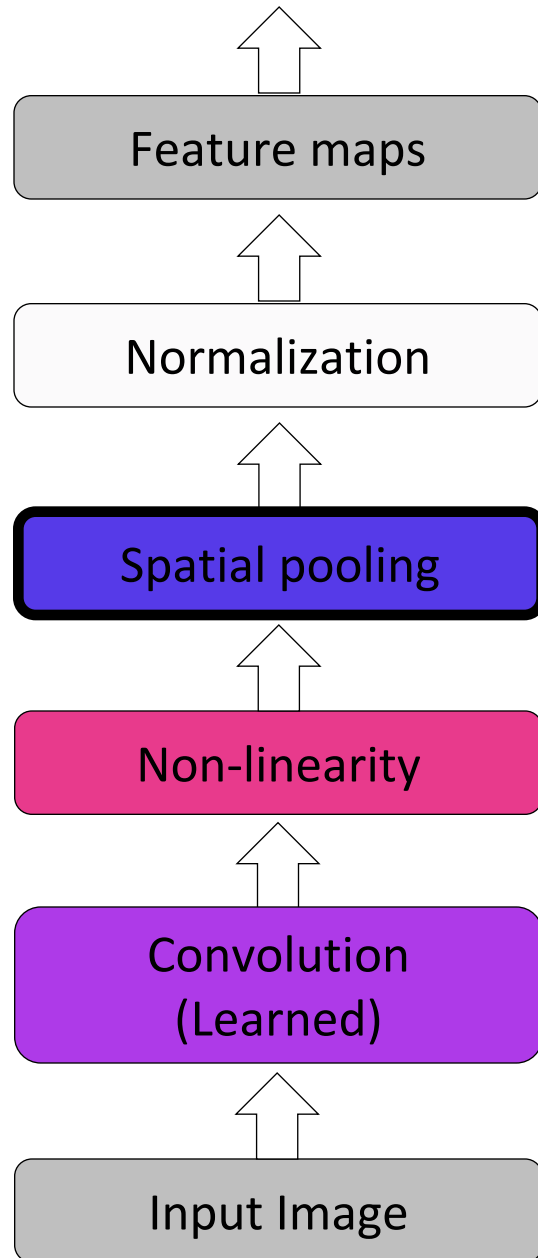 Feature maps
Normalization
Spatial pooling
Non-linearity
Convolution
(Learned)
Input Image